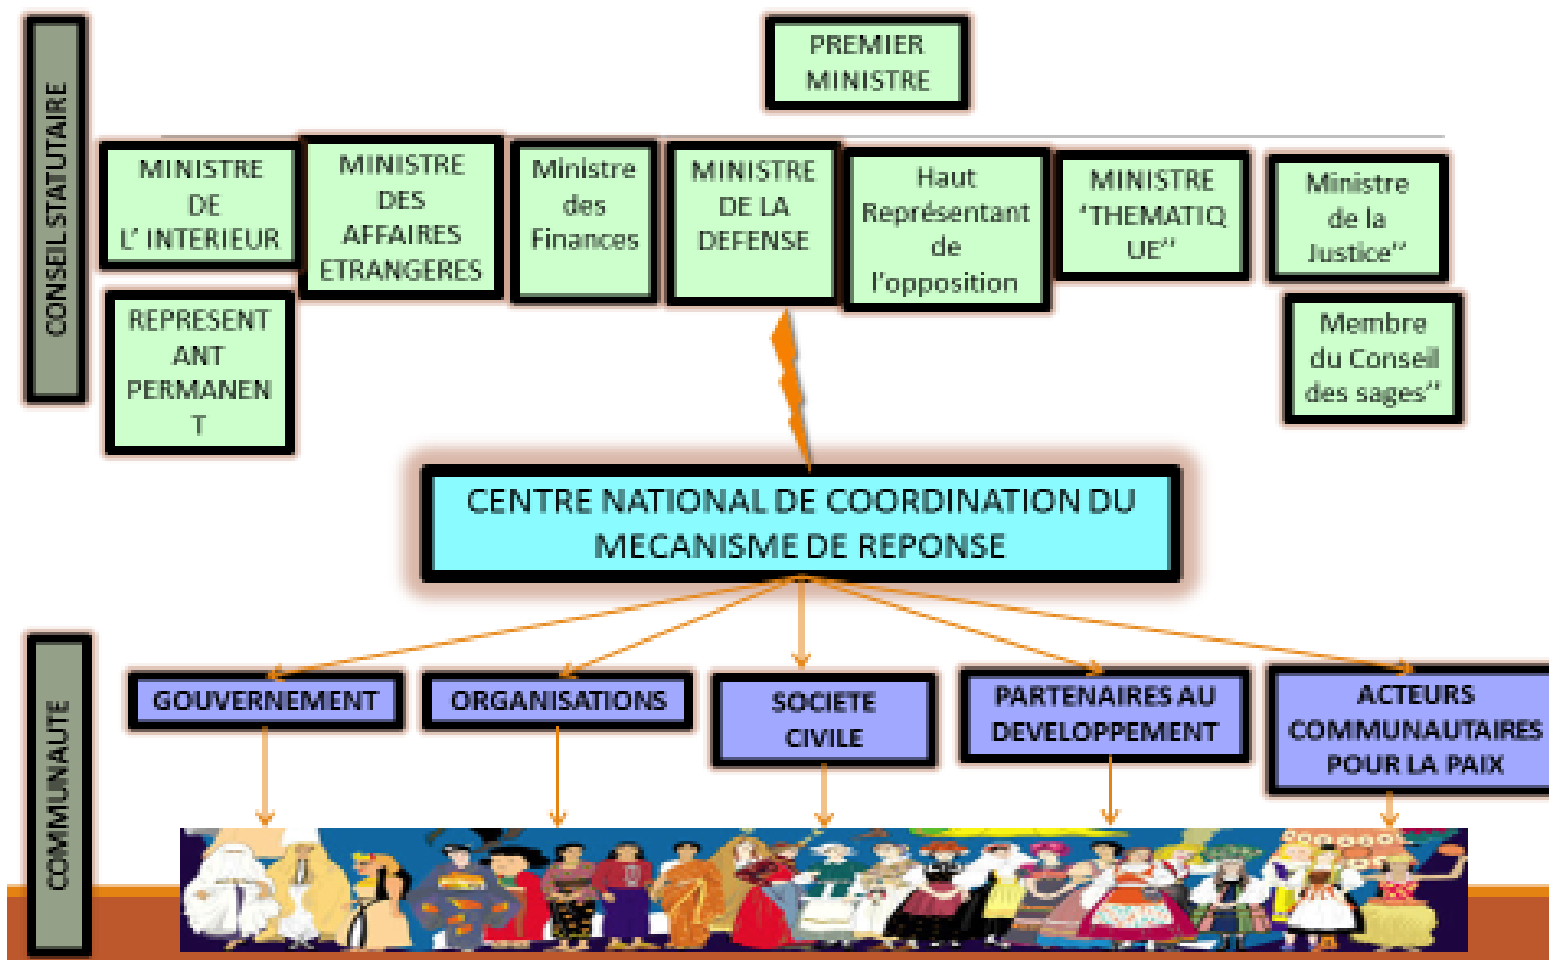 CONSEIL STATUTAIRE
PREMIER
MINISTRE
MINISTRE
DE
L' INTERIEUR
MINISTRE
DES
AFFAIRES
ETRANGERES
Ministre
des
Finances
MINISTRE
DE LA
DEFENSE
Haut
Représentant
de
l'opposition
MINISTRE
‘THEMATIQ
UE’’
Ministre
de la
Justice’’
REPRESENT
ANT
PERMANEN
T
Membre
du Conseil
des sages’’
CENTRE NATIONAL DE COORDINATION DU
MECANISME DE REPONSE
COMMUNAUTE
GOUVERNEMENT
ORGANISATIONS
SOCIETE
CIVILE
PARTENAIRES AU
DEVELOPPEMENT
ACTEURS
COMMUNAUTAIRES
POUR LA PAIX